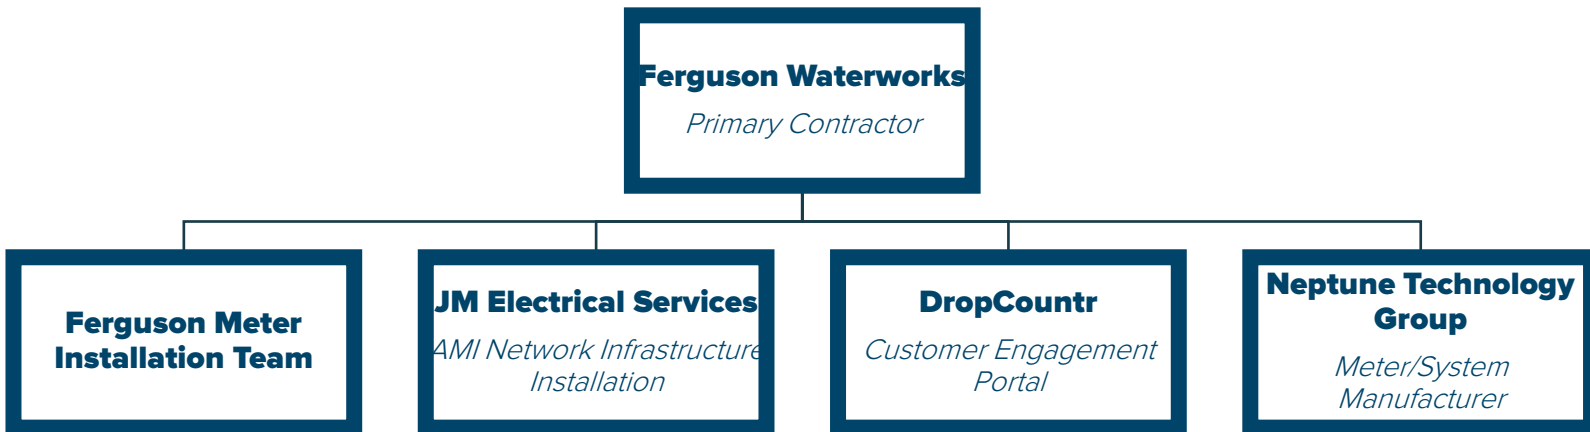 Ferguson Waterworks
Primary Contractor
Ferguson Meter
Installation Team
JM Electrical Services
AMI Network Infrastructure
Installation
DropCountr
Customer Engagement
Portal
Neptune Technology
Group
Meter/System
Manufacturer